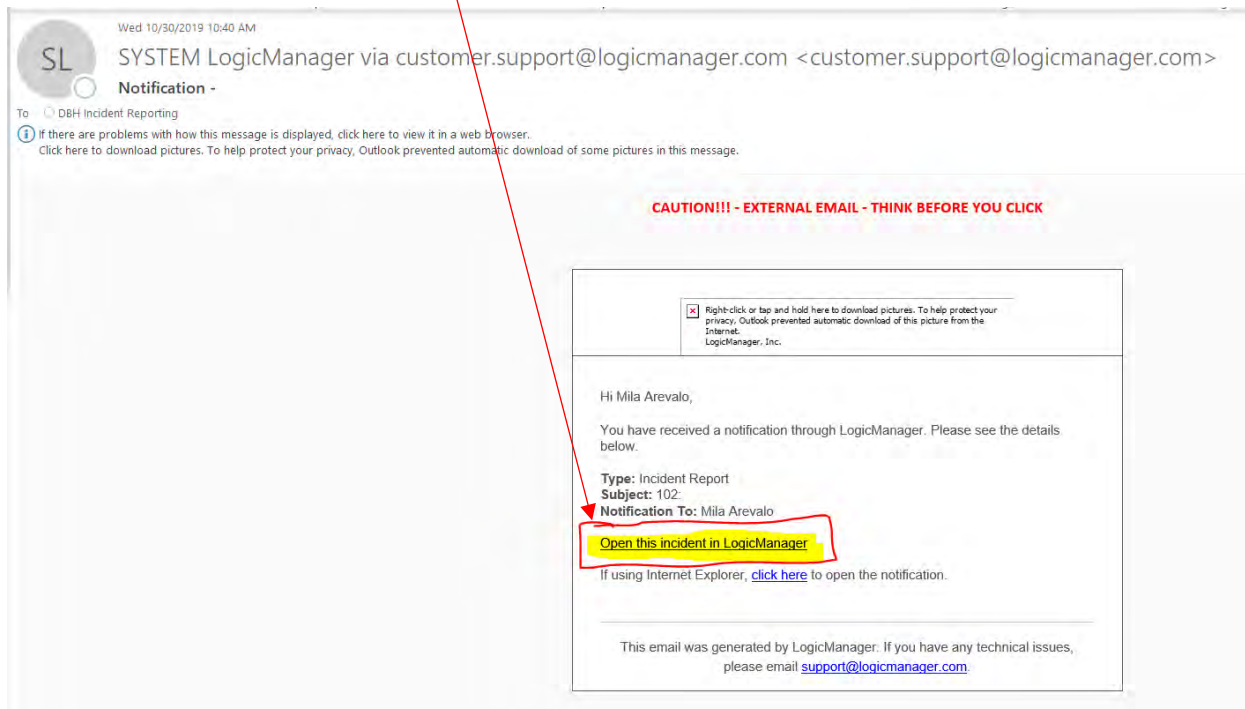 Wed 10/30/2019 10:40 AM
SL
SYSTEM LogicManager via customer.support@logicmanager.com <customer.support@logicmanager.com>
Notification -
To DBH Incident Reporting
If there are problems with how this message is displayed, click here to view it in a web browser.
Click here to download pictures. To help protect your privacy, Outlook prevented automatic download of some pictures in this message.
CAUTION!!! - EXTERNAL EMAIL - THINK BEFORE YOU CLICK
Right-click or tap and hold here to download pictures. To help protect your
privacy, Outlook prevented automatic download of this picture from the
Internet.
LogicManager, Inc.
Hi Mila Arevalo,
You have received a notification through LogicManager. Please see the details
below.
Type: Incident Report
Subject: 102:
Notification To: Mila Arevalo
Open this incident in LogicManager
If using Internet Explorer, click here to open the notification.
This email was generated by LogicManager. If you have any technical issues,
please email support@logicmanager.com.